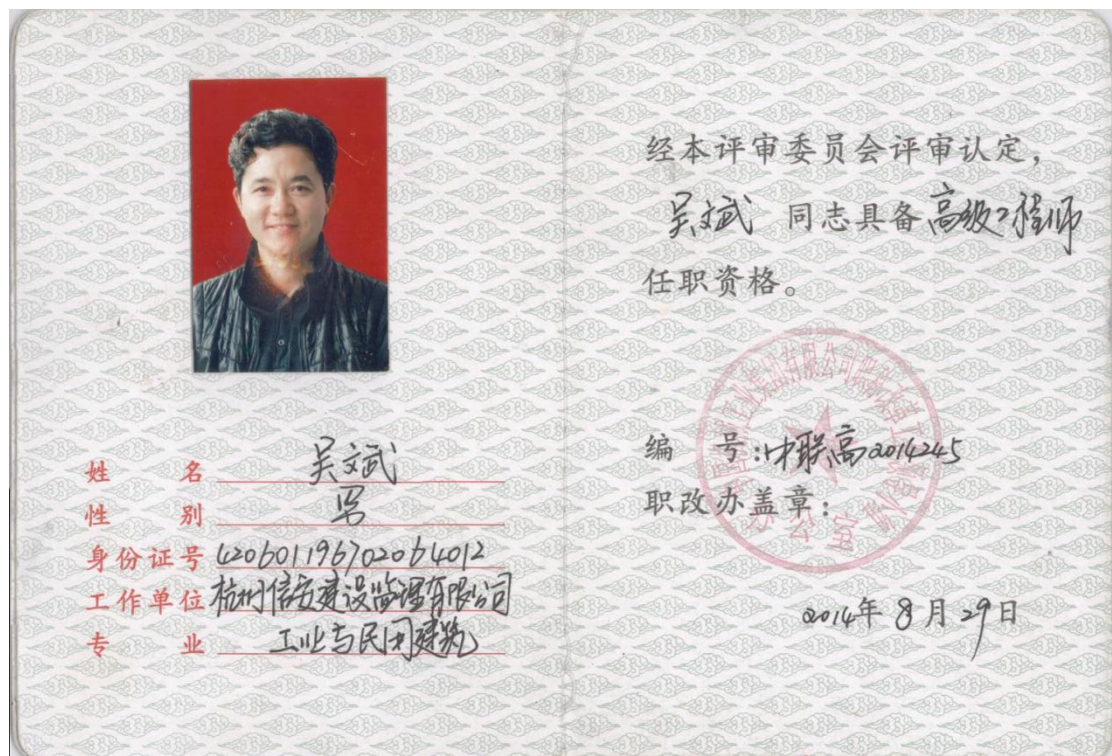 姓名 吴斌
性别 男
身份证号 420601196702064012
工作单位 杭州信安建设监理有限公司
专业 工业与民用建筑
经本评审委员会评审认定，
吴斌 同志具备高级工程师
任职资格。
编号：中联高2014245
职改办盖章：
2014年8月29日